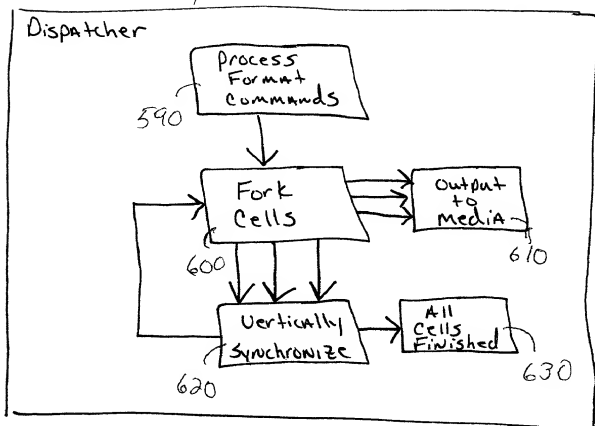 Dispatcher
Process
Format
Commands
590
Fork
Cells
600
Output
to
Media
610
Vertically
Synchronize
620
All
Cells
Finished
630